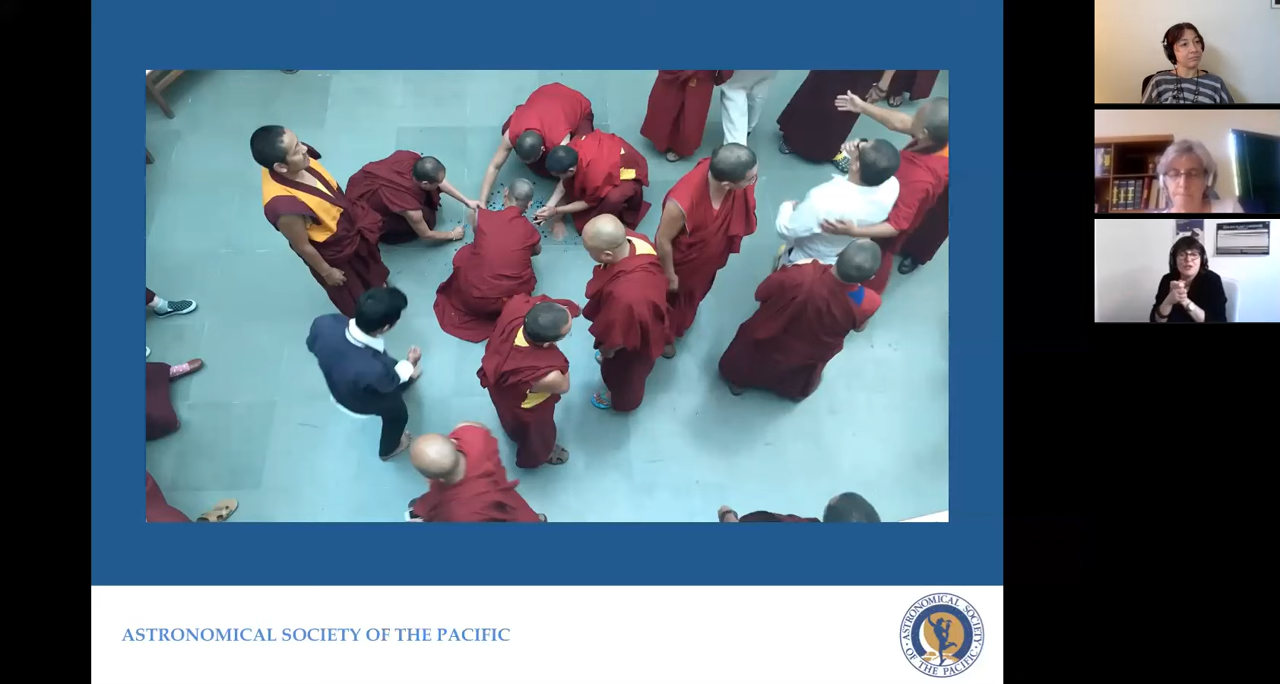 ASTRONOMICAL SOCIETY OF THE PACIFIC
ASTRONOMICAL SOCIETY
OF THE PACIFIC